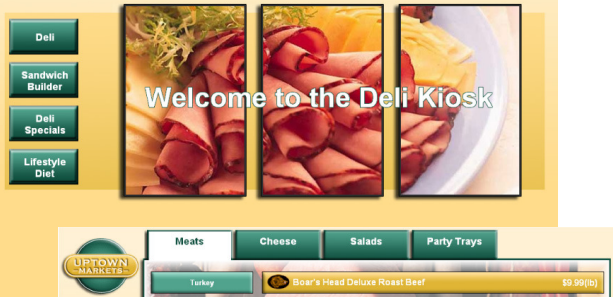 Deli
Welcome to the Deli Kiosk
Sandwich
Builder
Deli
Specials
Lifestyle
Diet
Meats
Cheese
Salads
Party Trays
UPTOWN
MARKETS
Turkey
Boar's Head Deluxe Roast Beef
$9.99(lb)